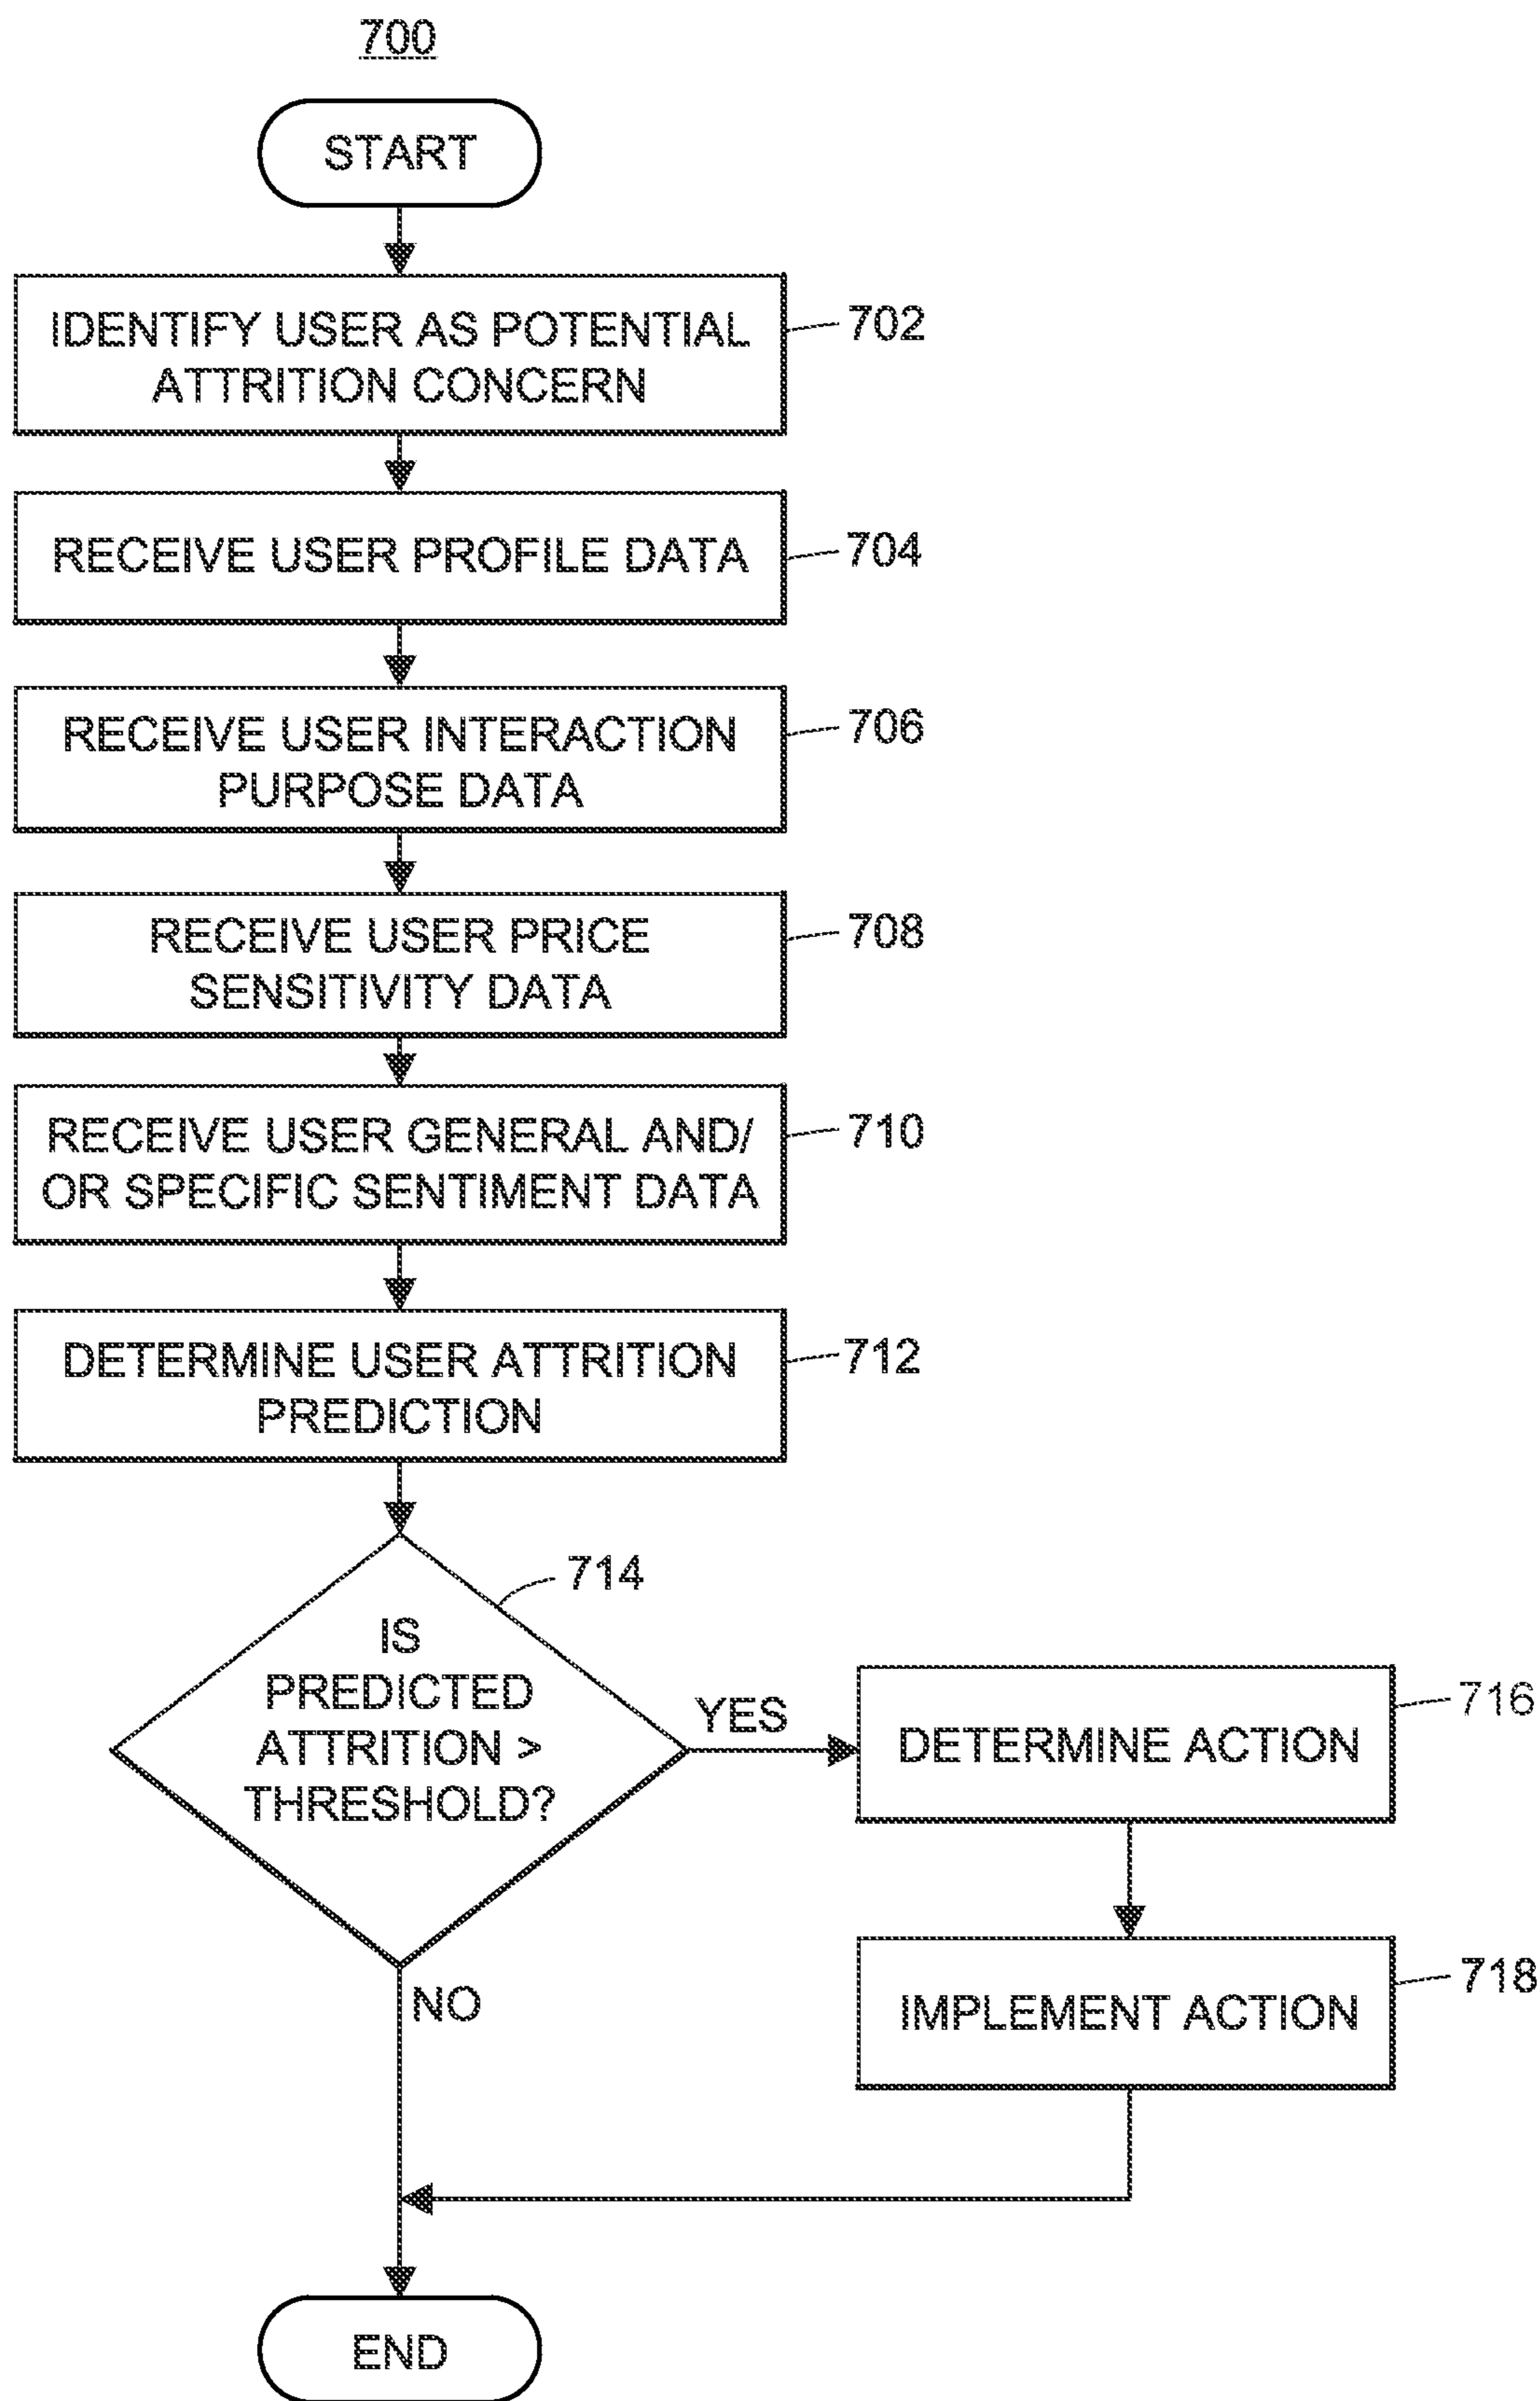 700
START
IDENTIFY USER AS POTENTIAL
ATTRITION CONCERN
702
RECEIVE USER PROFILE DATA
704
RECEIVE USER INTERACTION
PURPOSE DATA
706
RECEIVE USER PRICE
SENSITIVITY DATA
708
RECEIVE USER GENERAL AND/
OR SPECIFIC SENTIMENT DATA
710
DETERMINE USER ATTRITION
PREDICTION
712
714
IS
PREDICTED
ATTRITION >
THRESHOLD?
YES
DETERMINE ACTION
716
IMPLEMENT ACTION
718
NO
END